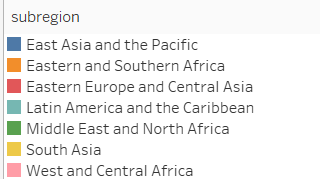 subregion
East Asia and the Pacific
Eastern and Southern Africa
Eastern Europe and Central Asia
Latin America and the Caribbean
Middle East and North Africa
South Asia
West and Central Africa